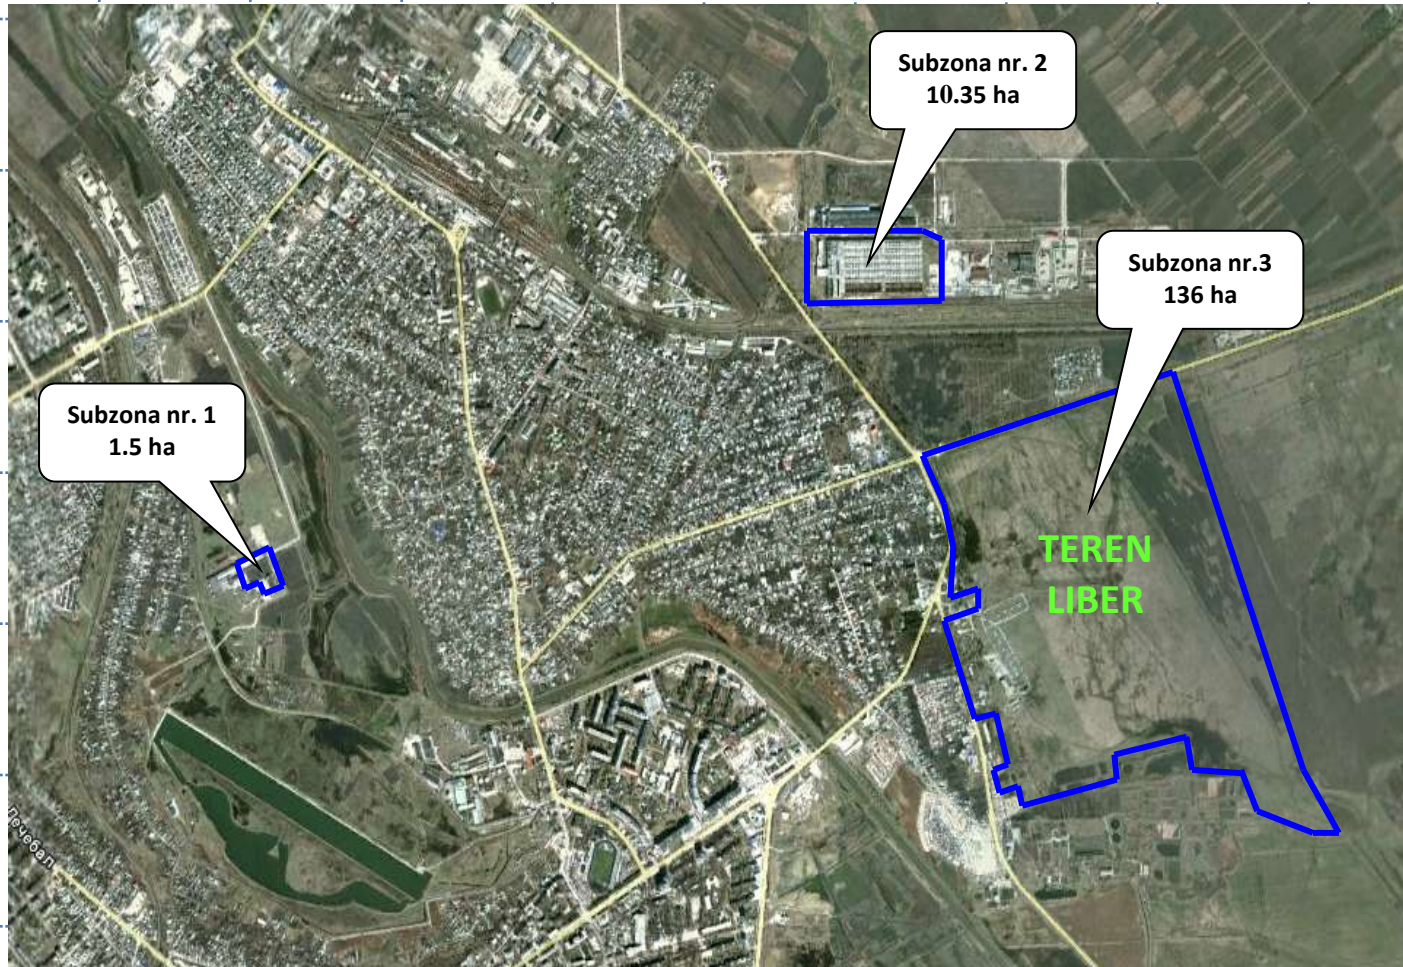 Subzona nr. 2
10.35 ha
Subzona nr.3
136 ha
Subzona nr. 1
1.5 ha
TEREN
LIBER
лечебал